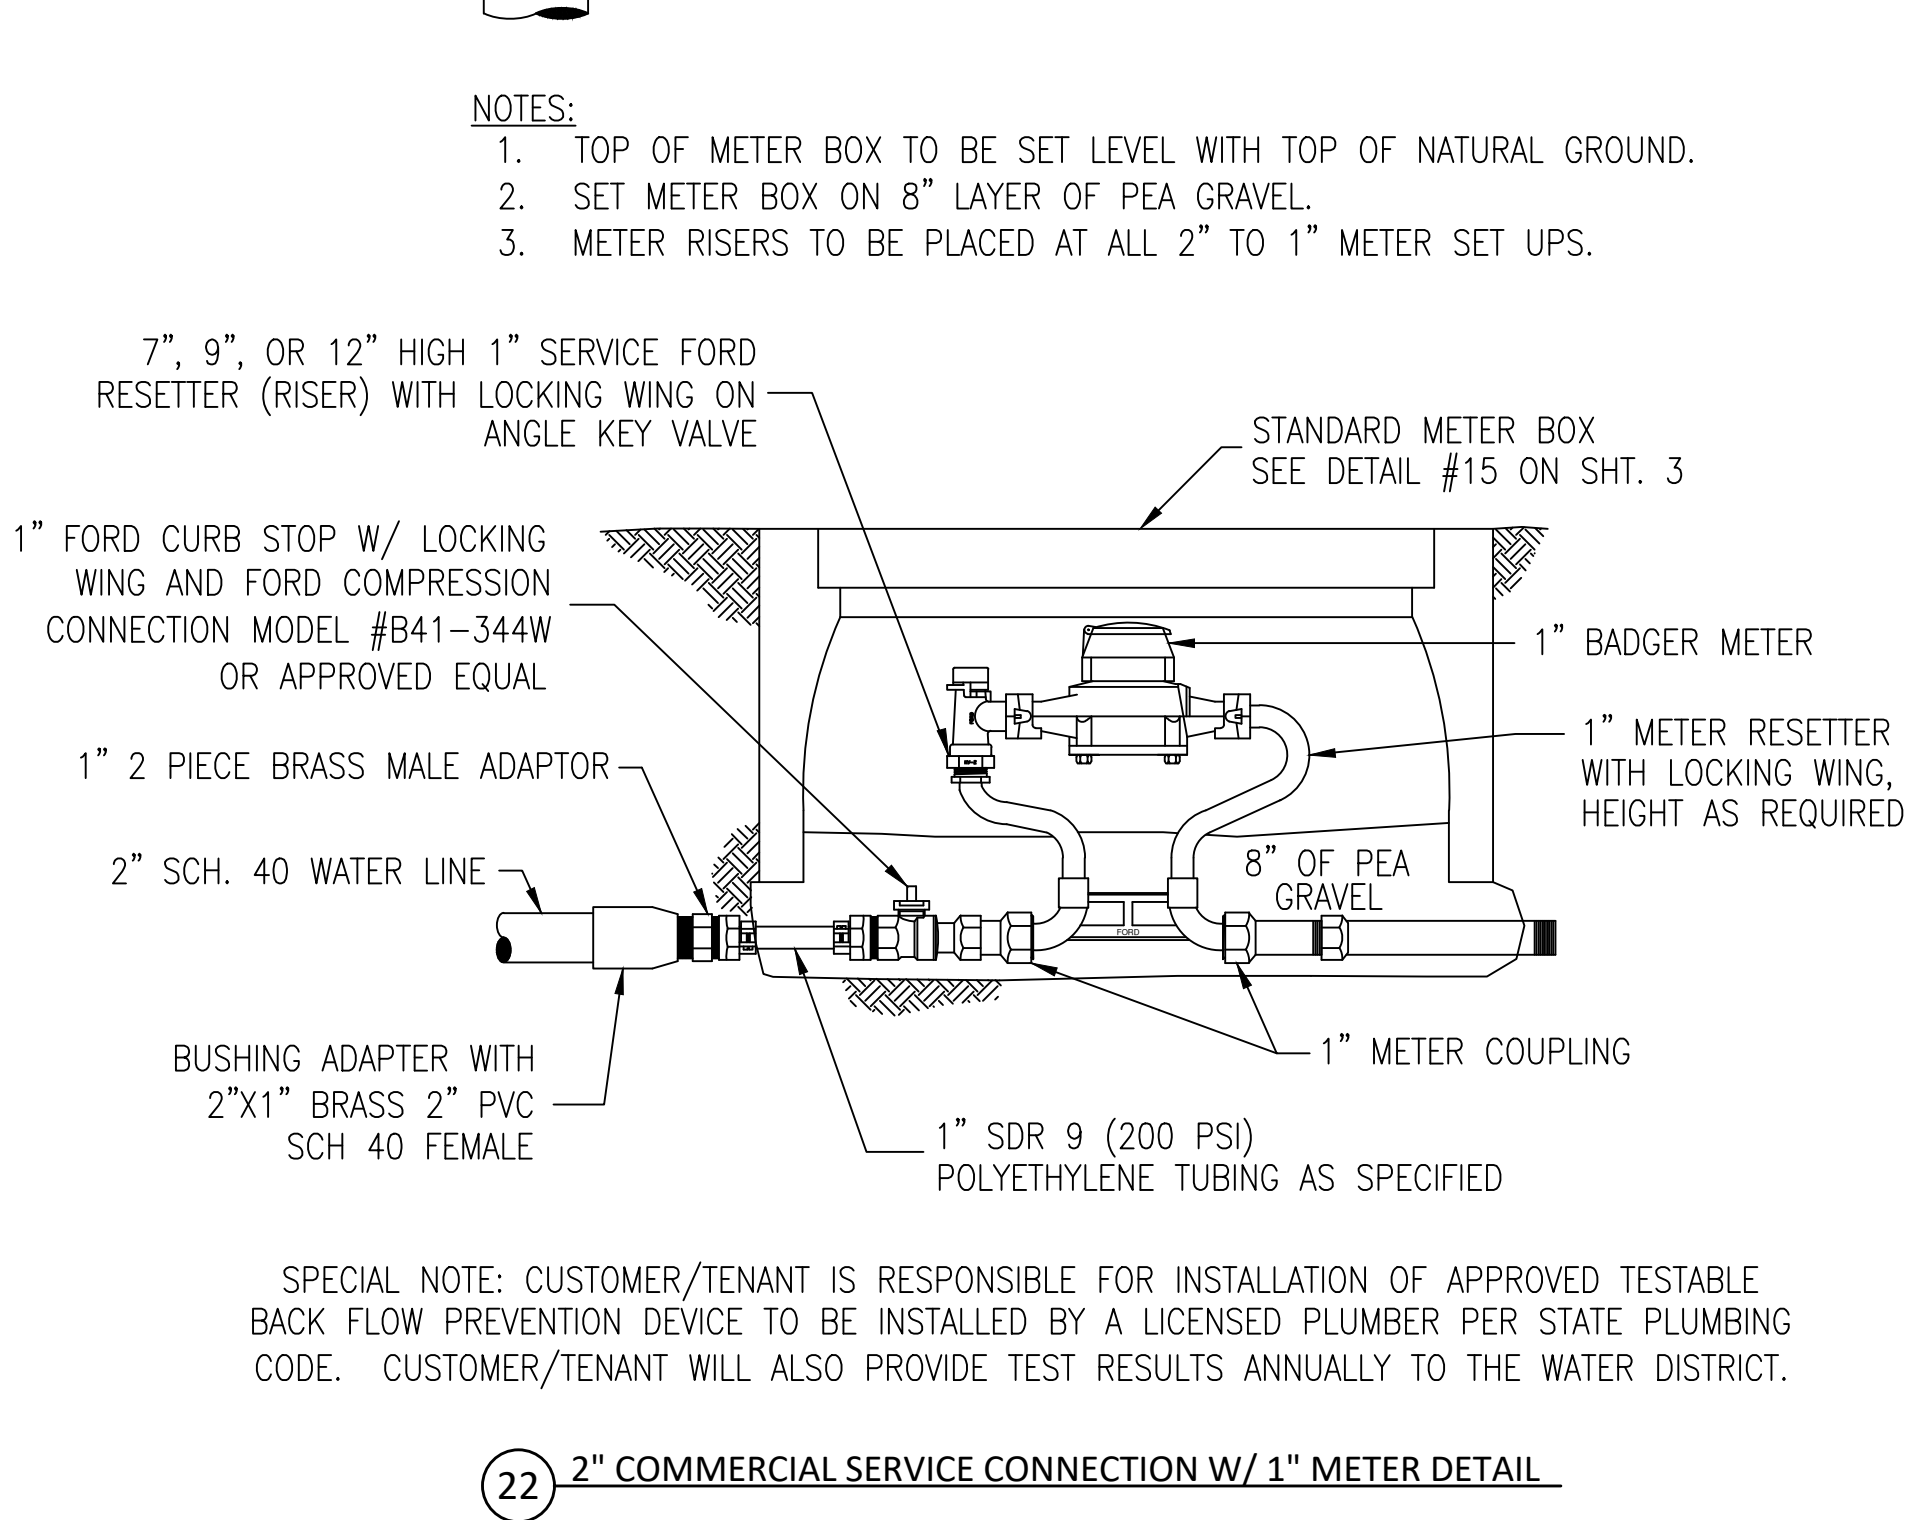 NOTES:
1. TOP OF METER BOX TO BE SET LEVEL WITH TOP OF NATURAL GROUND.
2. SET METER BOX ON 8” LAYER OF PEA GRAVEL.
3. METER RISERS TO BE PLACED AT ALL 2” TO 1” METER SET UPS.
7”, 9”, OR 12” HIGH 1” SERVICE FORD
RESETTER (RISER) WITH LOCKING WING ON
ANGLE KEY VALVE
STANDARD METER BOX
SEE DETAIL #15 ON SHT. 3
1” FORD CURB STOP W/ LOCKING
WING AND FORD COMPRESSION
CONNECTION MODEL #B41-344W
OR APPROVED EQUAL
1” BADGER METER
1” METER RESETTER
WITH LOCKING WING,
HEIGHT AS REQUIRED
1” 2 PIECE BRASS MALE ADAPTOR
2” SCH. 40 WATER LINE
8” OF PEA
GRAVEL
FORD
BUSHING ADAPTER WITH
2”X1” BRASS 2” PVC
SCH 40 FEMALE
1” METER COUPLING
1” SDR 9 (200 PSI)
POLYETHYLENE TUBING AS SPECIFIED
SPECIAL NOTE: CUSTOMER/TENANT IS RESPONSIBLE FOR INSTALLATION OF APPROVED TESTABLE
BACK FLOW PREVENTION DEVICE TO BE INSTALLED BY A LICENSED PLUMBER PER STATE PLUMBING
CODE. CUSTOMER/TENANT WILL ALSO PROVIDE TEST RESULTS ANNUALLY TO THE WATER DISTRICT.
22 2" COMMERCIAL SERVICE CONNECTION W/ 1" METER DETAIL